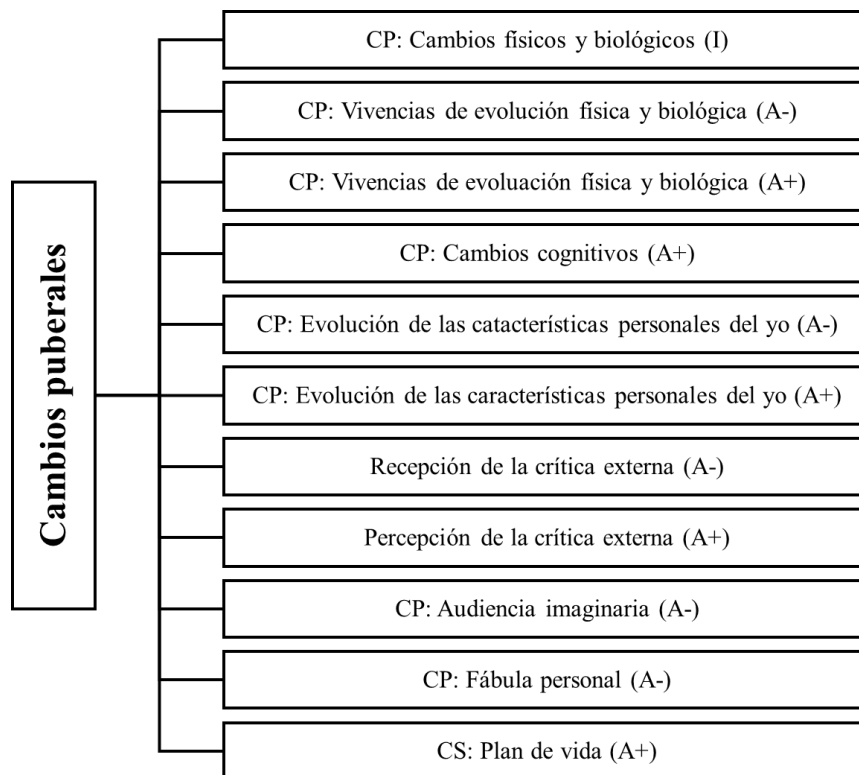 CP: Cambios físicos y biológicos (I)
CP: Vivencias de evolución física y biológica (A-)
CP: Vivencias de evoluación física y biológica (A+)
CP: Cambios cognitivos (A+)
CP: Evolución de las catacterísticas personales del yo (A-)
Cambios puberales
CP: Evolución de las características personales del yo (A+)
Recepción de la crítica externa (A-)
Percepción de la crítica externa (A+)
CP: Audiencia imaginaria (A-)
CP: Fábula personal (A-)
CS: Plan de vida (A+)